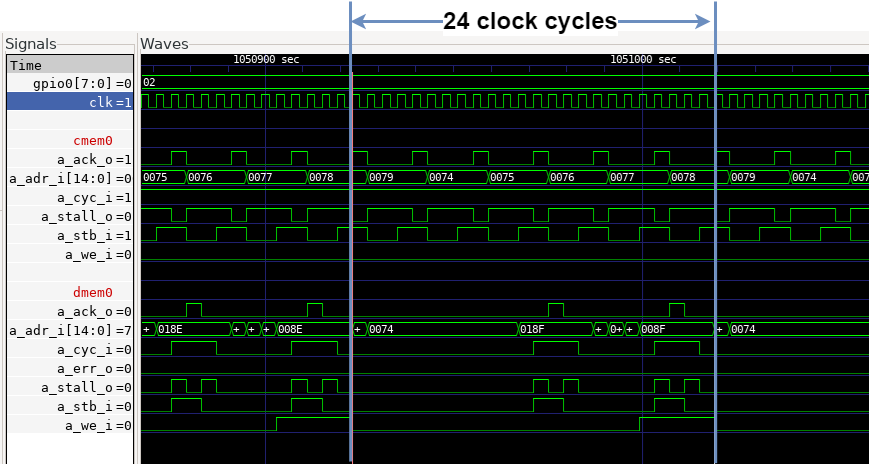 24 clock cycles
Signals
Waves
Time
1050900 sec
1051000 sec
gpio0[7:0]=0
02
clk=1
cmem0
a_ack_o=1
a_adr_i[14:0]=0
0075 0076 0077 0078 0079 0074 0075 0076 0077 0078 0079 0074 007
a_cyc_i=1
a_stall_o=0
a_stb_i=1
a_we_i=0
dmem0
a_ack_o=0
a_adr_i[14:0]=7
+ 018E + + + 008E + 0074 018F + 0+ + 008F + 0074
a_cyc_i=0
a_err_o=0
a_stall_o=0
a_stb_i=0
a_we_i=0